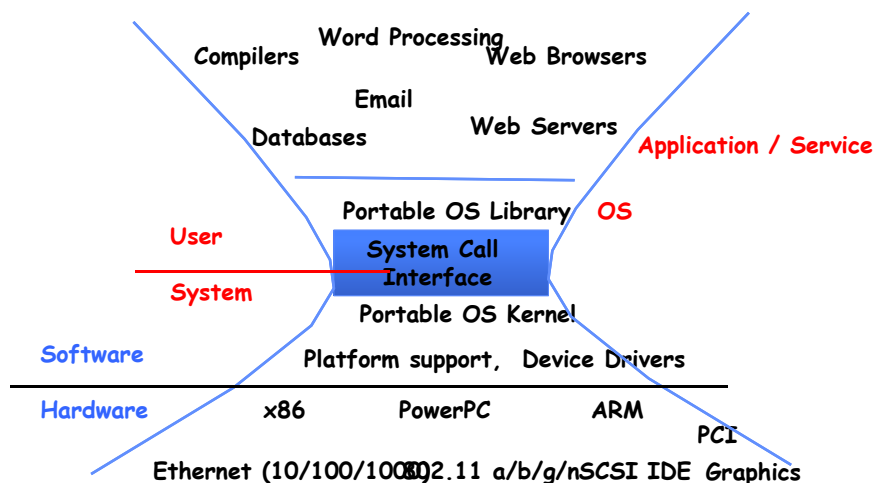 Word Processing
Compilers
Web Browsers
Email
Databases
Web Servers
Application / Service
Portable OS Library
OS
User
System Call
Interface
System
Portable OS Kernel
Software
Platform support, Device Drivers
Hardware
x86
PowerPC
ARM
PCI
Ethernet (10/100/1000)
802.11 a/b/g/n
SCSI
IDE
Graphics